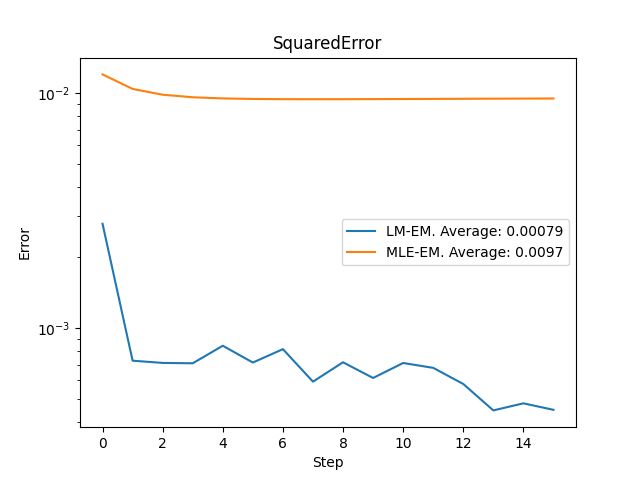 SquaredError
10⁻²
10⁻³
Error
LM-EM. Average: 0.00079
MLE-EM. Average: 0.0097
0 2 4 6 8 10 12 14
Step